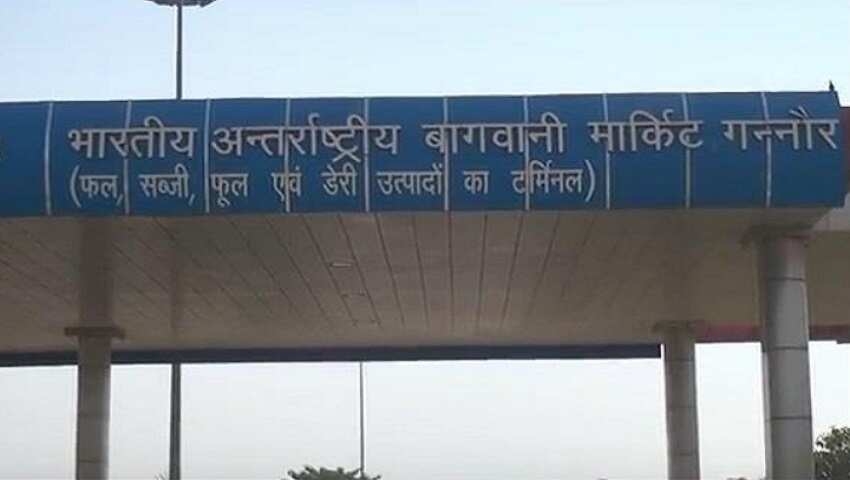 भारतीय अन्तर्राष्ट्रीय बागवानी मार्किट गन्नौर
(फल, सब्जी, फूल एवं डेरी उत्पादों का टर्मिनल)